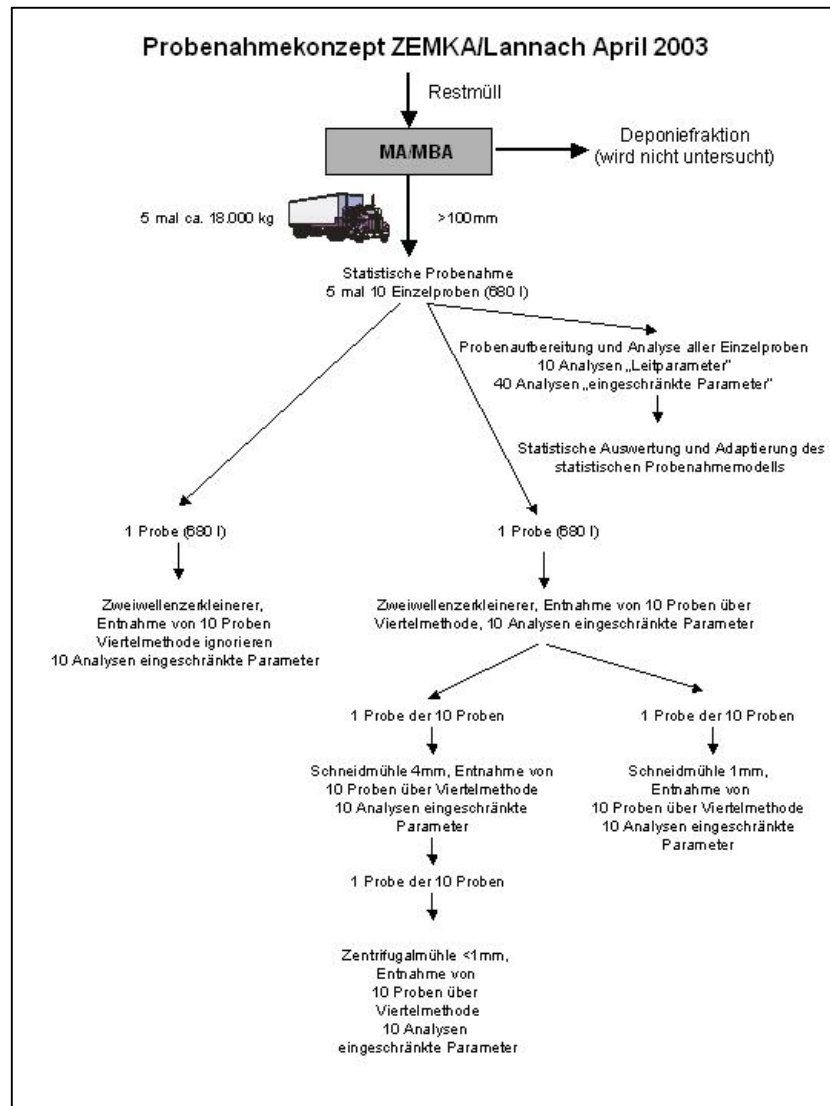 Probenahmekonzept ZEMKA/Lannach April 2003
Restmüll
MA/MBA
Deponiefraktion
(wird nicht untersucht)
5 mal ca. 18.000 kg
>100mm
Statistische Probenahme
5 mal 10 Einzelproben (680 l)
Probenaufbereitung und Analyse aller Einzelproben
10 Analysen „Leitparameter"
40 Analysen „eingeschränkte Parameter"
Statistische Auswertung und Adaptierung des
statistischen Probenahmemodells
1 Probe (680 l)
Zweiwellenzerkleinerer,
Entnahme von 10 Proben
Viertelmethode ignorieren
10 Analysen eingeschränkte Parameter
1 Probe (680 l)
Zweiwellenzerkleinerer, Entnahme von 10 Proben über
Viertelmethode, 10 Analysen eingeschränkte Parameter
1 Probe der 10 Proben
Schneidmühle 4mm, Entnahme von
10 Proben über Viertelmethode
10 Analysen eingeschränkte
Parameter
1 Probe der 10 Proben
Zentrifugalmühle <1mm,
Entnahme von
10 Proben über
Viertelmethode
10 Analysen
eingeschränkte Parameter
1 Probe der 10 Proben
Schneidmühle 1mm,
Entnahme von
10 Proben über Viertelmethode
10 Analysen eingeschränkte
Parameter